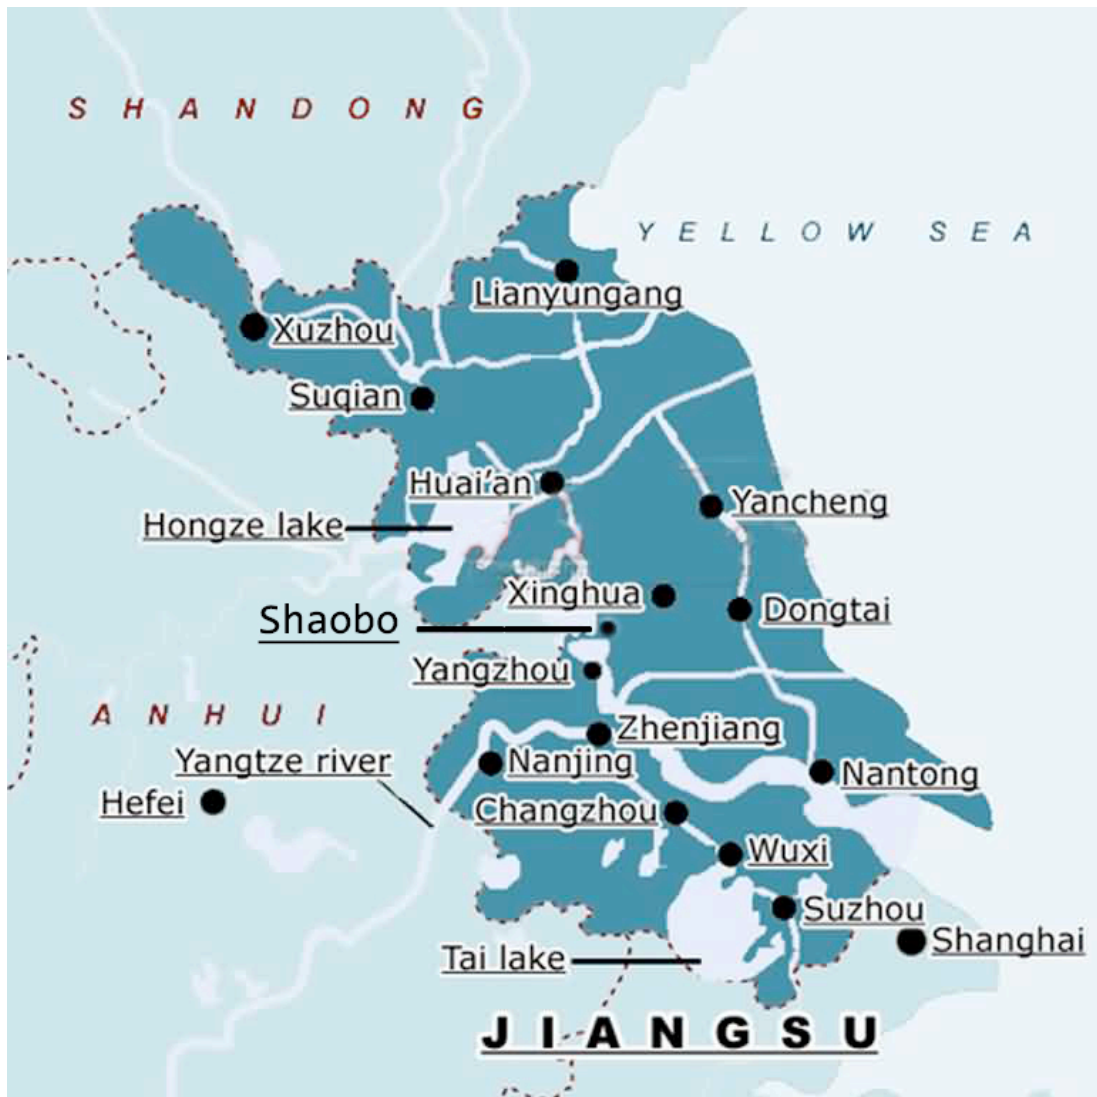 SHANDONG
YELLOW SEA
Lianyungang
Xuzhou
Suqian
Huai'an
Yancheng
Hongze lake
Xinghua
Dongtai
Shaobo
Yangzhou
ANHUI
Zhenjiang
Yangtze river
Nanjing
Nantong
Hefei
Changzhou
Wuxi
Suzhou
Shanghai
Tai lake
JIANGSU